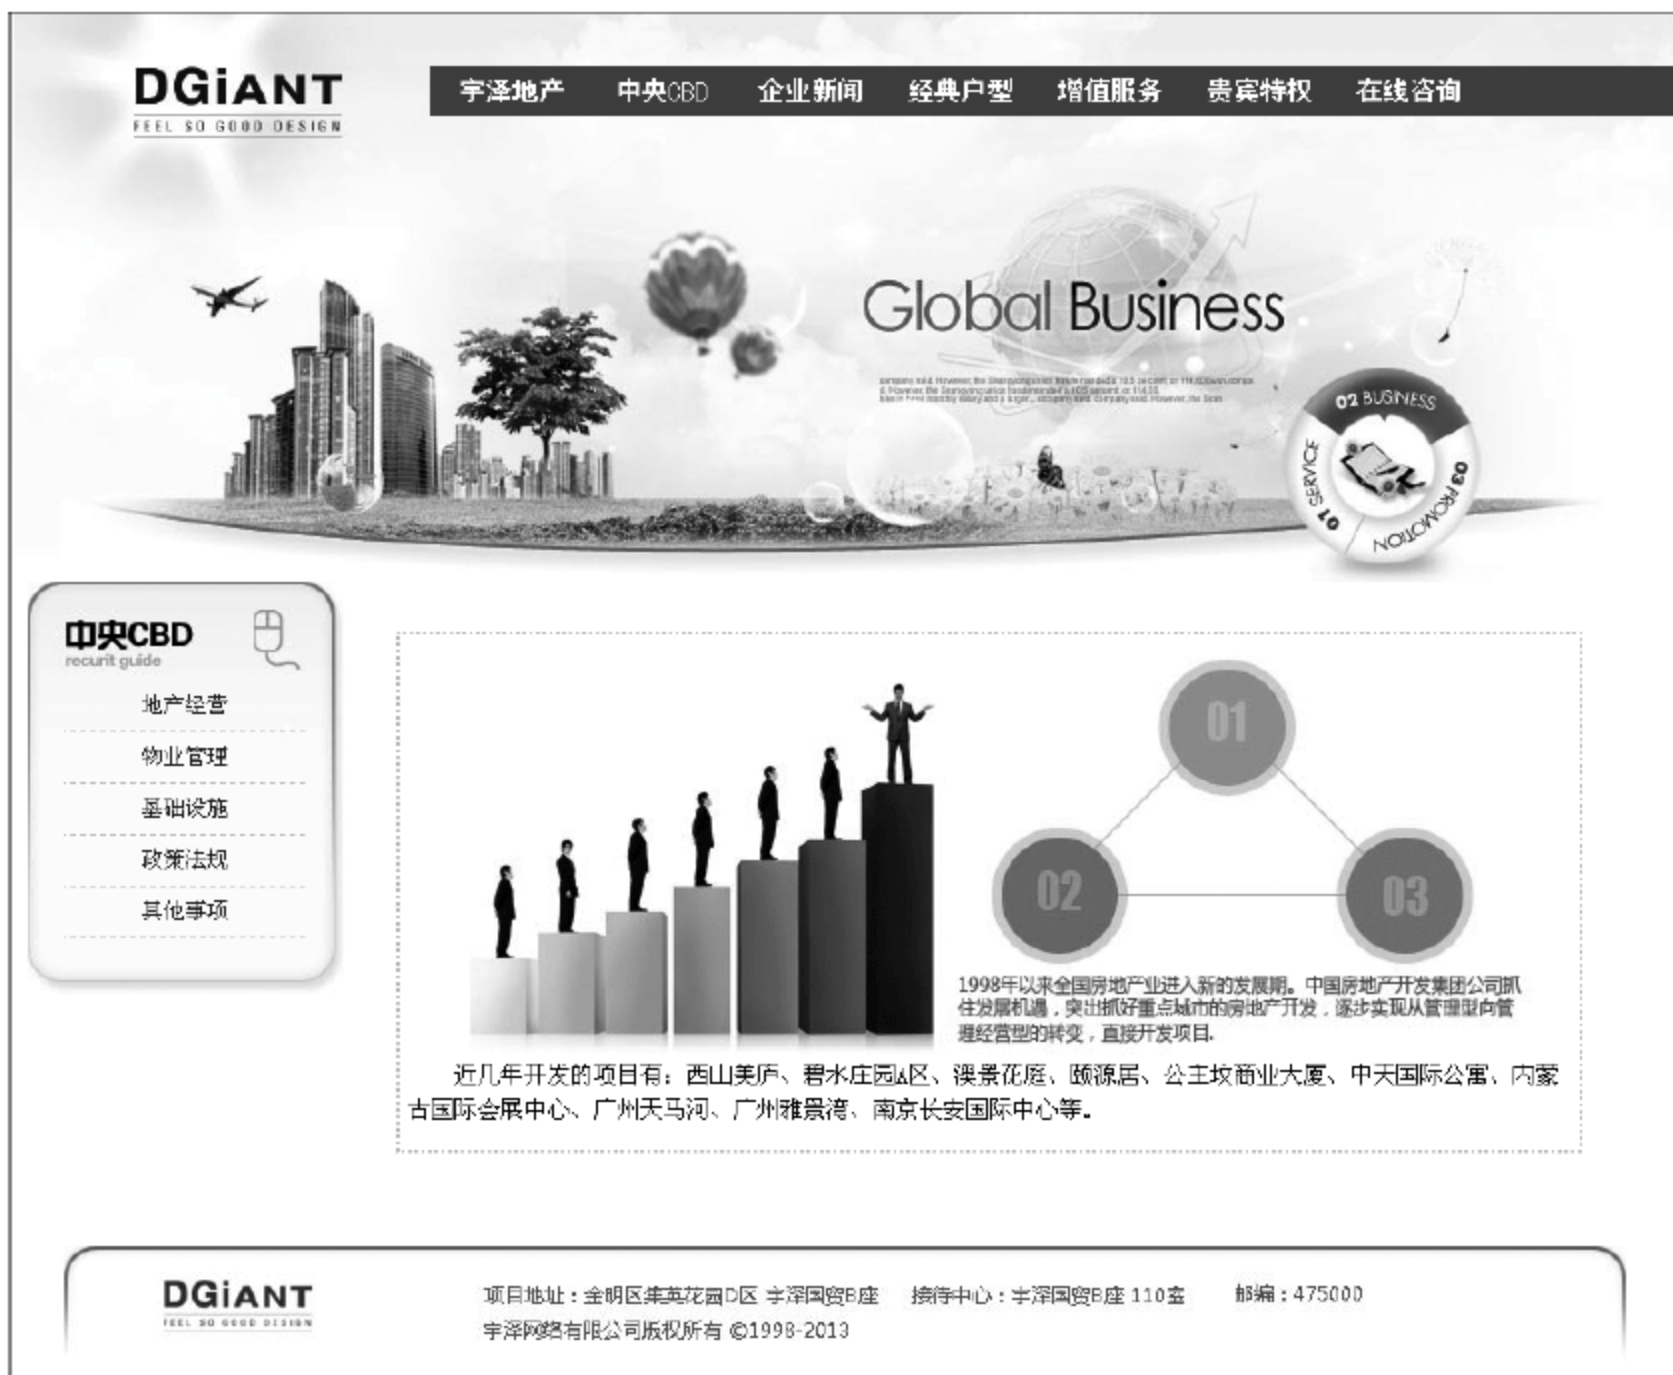 DGiANT
FEEL SO GOOD DESIGN
宇泽地产 中央CBD 企业新闻 经典户型 增值服务 贵宾特权 在线咨询
Global Business
02 BUSINESS
01 SERVICE
03 PROMOTION
中央CBD
recurit guide
地产经营
物业管理
基础设施
政策法规
其他事项
01
02
03
1998年以来全国房地产业进入新的发展期。中国房地产开发集团公司抓
住发展机遇，突出抓好重点城市的房地产开发，逐步实现从管理型向管
理经营型的转变，直接开发项目.
近几年开发的项目有：西山美庐、碧水庄园A区、澳景花庭、颐源居、公主坟商业大厦、中天国际公寓、内蒙
古国际会展中心、广州天马河、广州雅景湾、南京长安国际中心等。
DGiANT
FEEL SO GOOD DESIGN
项目地址：金明区集英花园D区 宇泽国贸B座 接待中心：宇泽国贸B座 110室 邮编：475000
宇泽网络有限公司版权所有 ©1998-2013